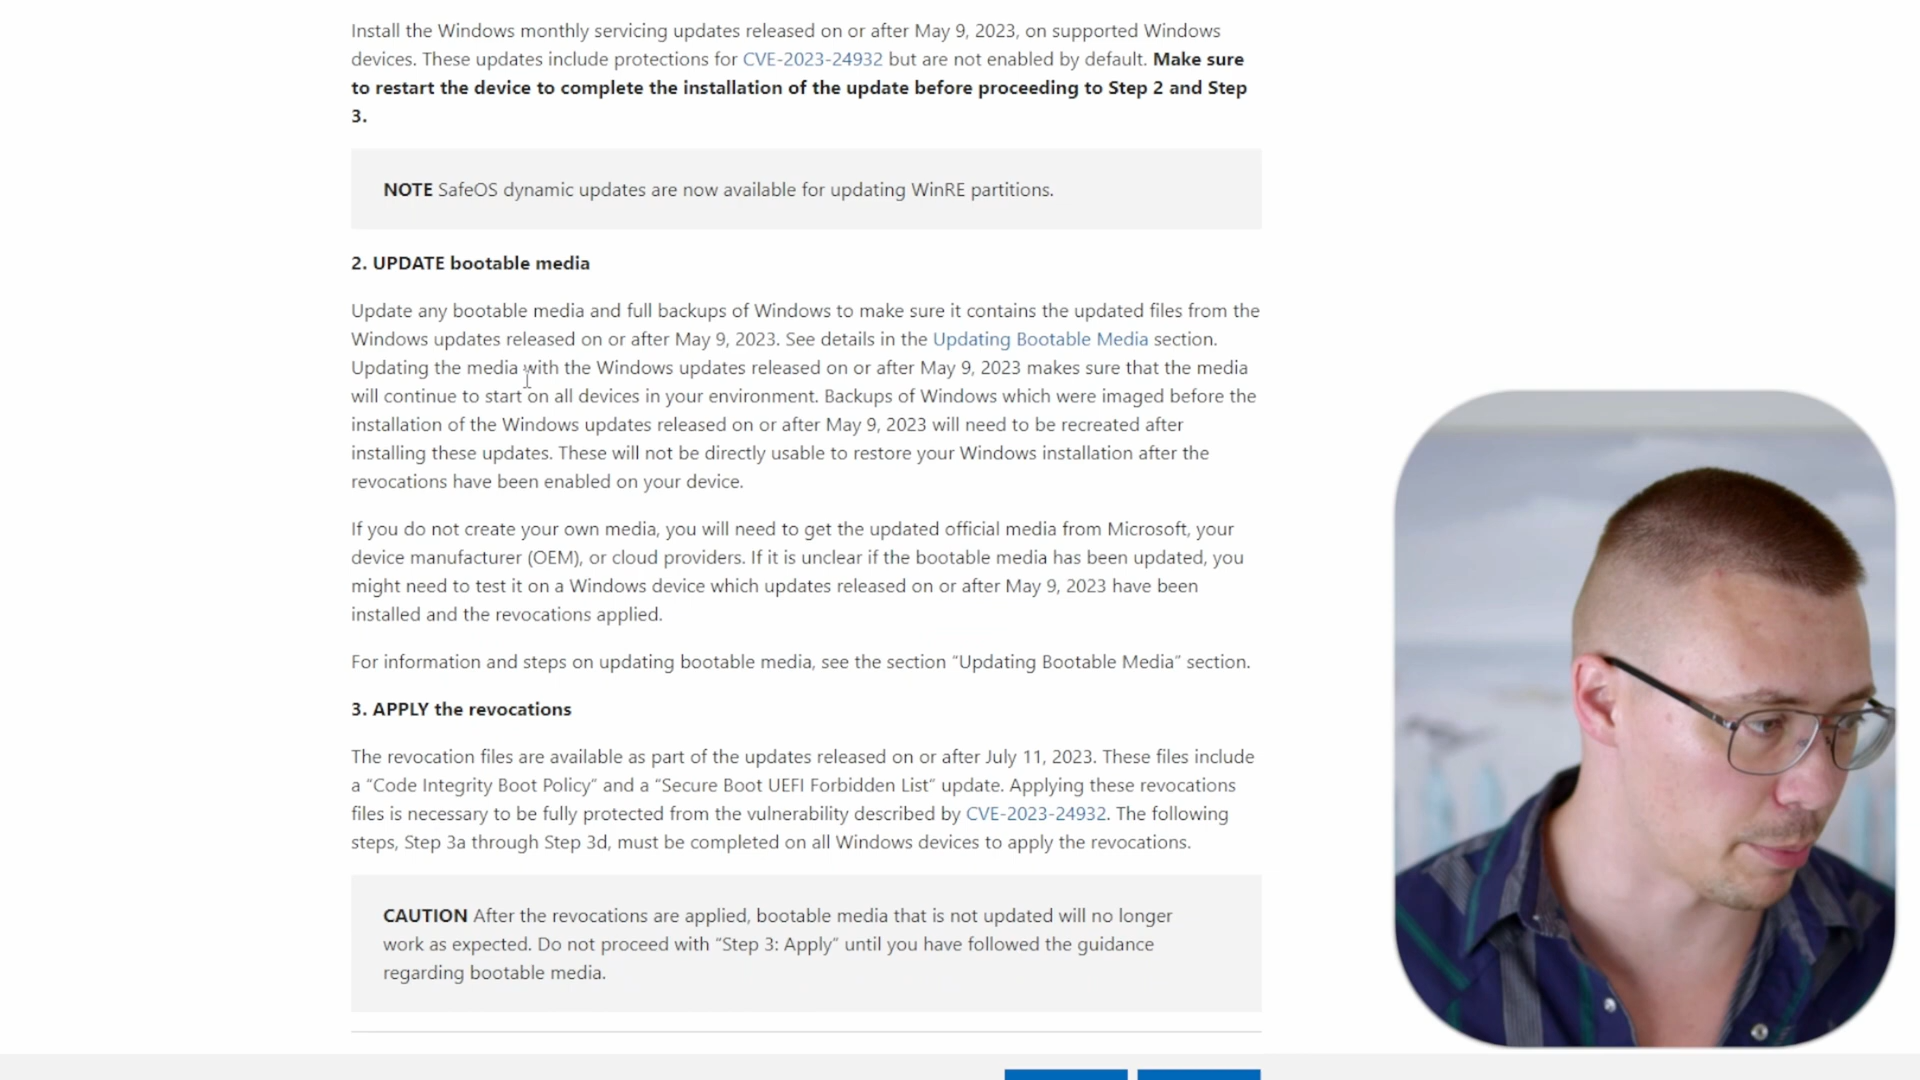 Install the Windows monthly servicing updates released on or after May 9, 2023, on supported Windows
devices. These updates include protections for CVE-2023-24932 but are not enabled by default. Make sure
to restart the device to complete the installation of the update before proceeding to Step 2 and Step
3.
NOTE SafeOS dynamic updates are now available for updating WinRE partitions.
2. UPDATE bootable media
Update any bootable media and full backups of Windows to make sure it contains the updated files from the
Windows updates released on or after May 9, 2023. See details in the Updating Bootable Media section.
Updating the media with the Windows updates released on or after May 9, 2023 makes sure that the media
will continue to start on all devices in your environment. Backups of Windows which were imaged before the
installation of the Windows updates released on or after May 9, 2023 will need to be recreated after
installing these updates. These will not be directly usable to restore your Windows installation after the
revocations have been enabled on your device.
If you do not create your own media, you will need to get the updated official media from Microsoft, your
device manufacturer (OEM), or cloud providers. If it is unclear if the bootable media has been updated, you
might need to test it on a Windows device which updates released on or after May 9, 2023 have been
installed and the revocations applied.
For information and steps on updating bootable media, see the section “Updating Bootable Media” section.
3. APPLY the revocations
The revocation files are available as part of the updates released on or after July 11, 2023. These files include
a “Code Integrity Boot Policy” and a “Secure Boot UEFI Forbidden List” update. Applying these revocations
files is necessary to be fully protected from the vulnerability described by CVE-2023-24932. The following
steps, Step 3a through Step 3d, must be completed on all Windows devices to apply the revocations.
CAUTION After the revocations are applied, bootable media that is not updated will no longer
work as expected. Do not proceed with “Step 3: Apply” until you have followed the guidance
regarding bootable media.